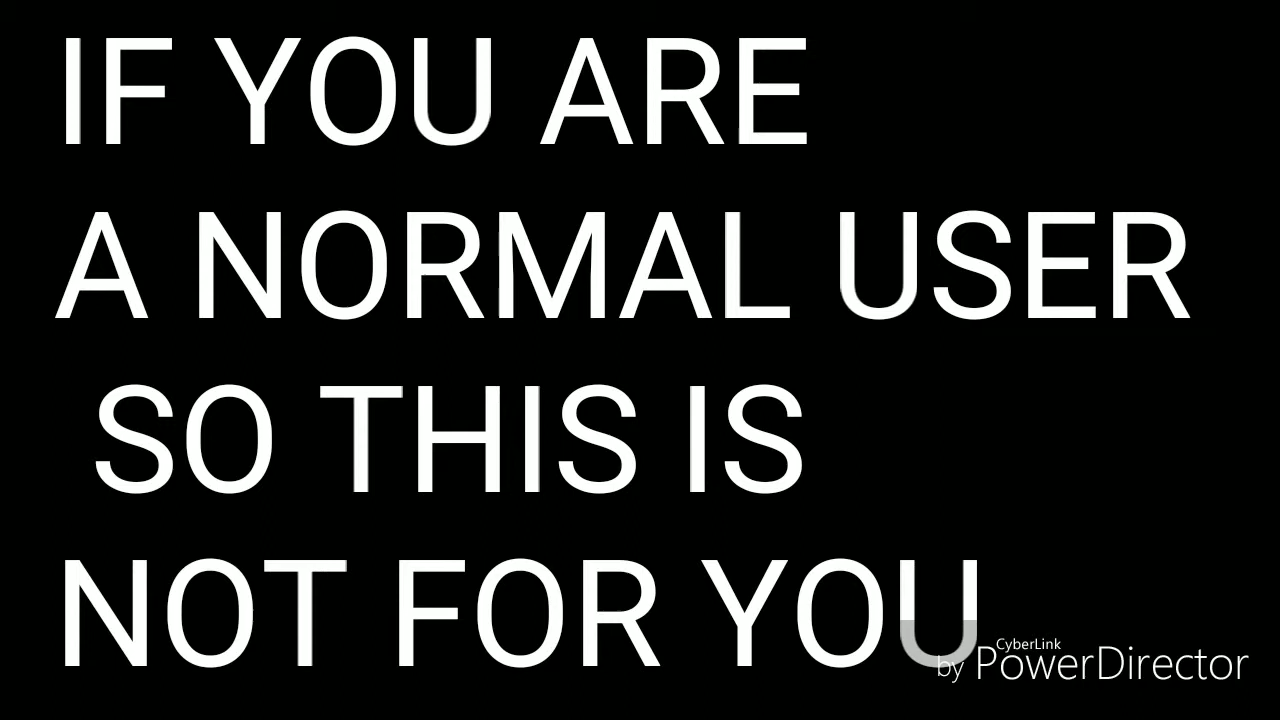 IF YOU ARE
A NORMAL USER
SO THIS IS
NOT FOR YOU
CyberLink
by PowerDirector